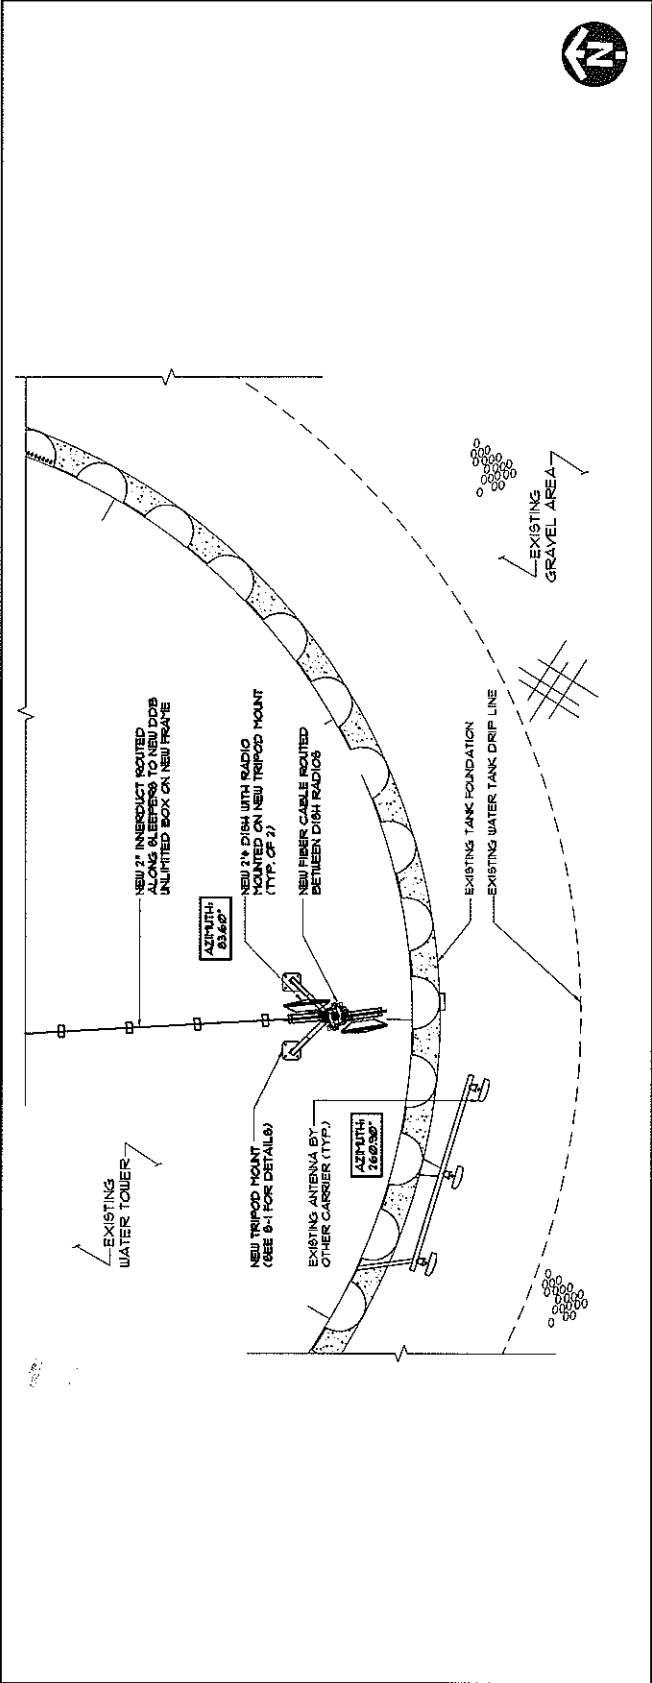 N
NEW 2" INNERDUCT ROUTED
ALONG SLEEPERS TO NEW DDB
UNLIMITED BOX ON NEW FRAME
AZIMUTH:
83.60°
NEW 2'Φ DISH WITH RADIO
MOUNTED ON NEW TRIPOD MOUNT
(TYP. OF 2)
NEW FIBER CABLE ROUTED
BETWEEN DISH RADIOS
EXISTING
WATER TOWER
NEW TRIPOD MOUNT
(SEE S-1 FOR DETAILS)
EXISTING ANTENNA BY
OTHER CARRIER (TYP.)
AZIMUTH:
260.90°
EXISTING TANK FOUNDATION
EXISTING WATER TANK DRIP LINE
EXISTING
GRAVEL AREA